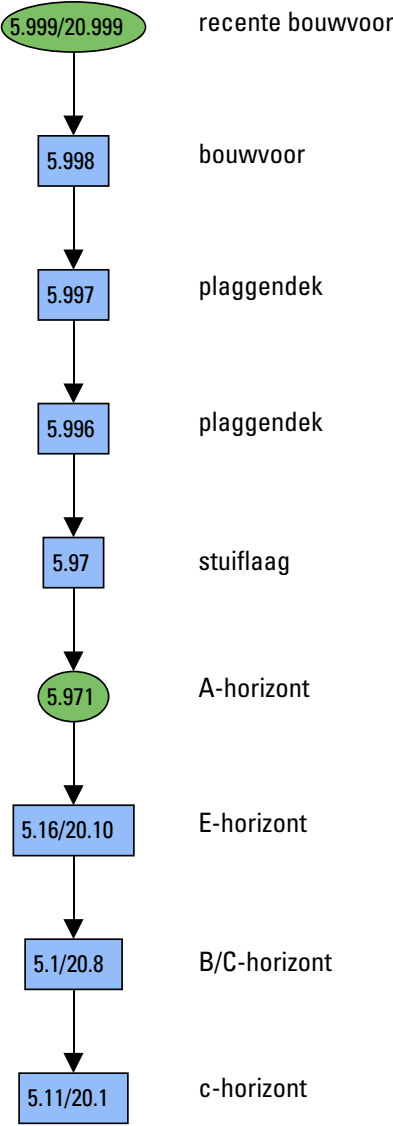 5.999/20.999 recente bouwvoor
5.998 bouwvoor
5.997 plaggendek
5.996 plaggendek
5.97 stuiflaag
5.971 A-horizont
5.16/20.10 E-horizont
5.1/20.8 B/C-horizont
5.11/20.1 c-horizont